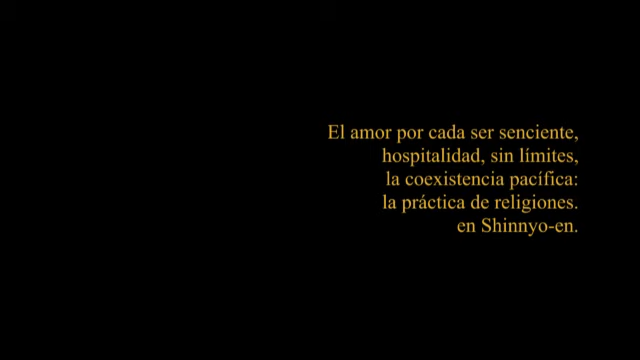 El amor por cada ser senciente,
hospitalidad, sin límites,
la coexistencia pacífica:
la práctica de religiones.
en Shinnyo-en.